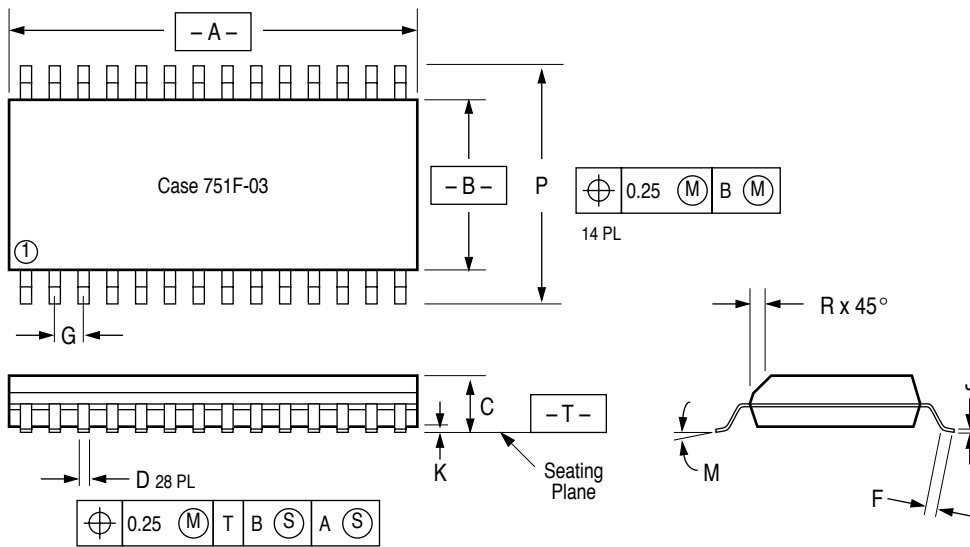 – A –
Case 751F-03
– B –
P
0.25 Ⓜ B Ⓜ
14 PL
①
G
R x 45°
C
– T –
K
Seating
Plane
D 28 PL
0.25 Ⓜ T B Ⓢ A Ⓢ
M
F